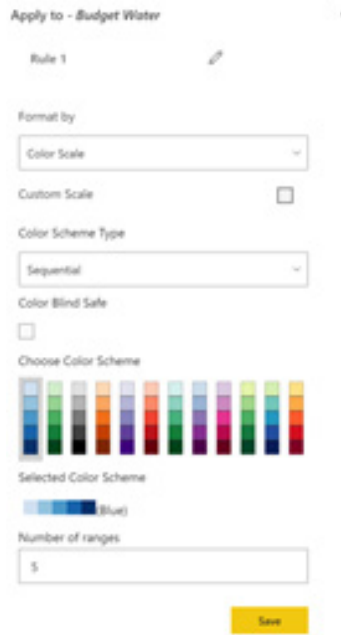 Apply to - Budget Water
Rule 1
Format by
Color Scale
Custom Scale
Color Scheme Type
Sequential
Color Blind Safe
Choose Color Scheme
Selected Color Scheme
(Blue)
Number of ranges
5
Save